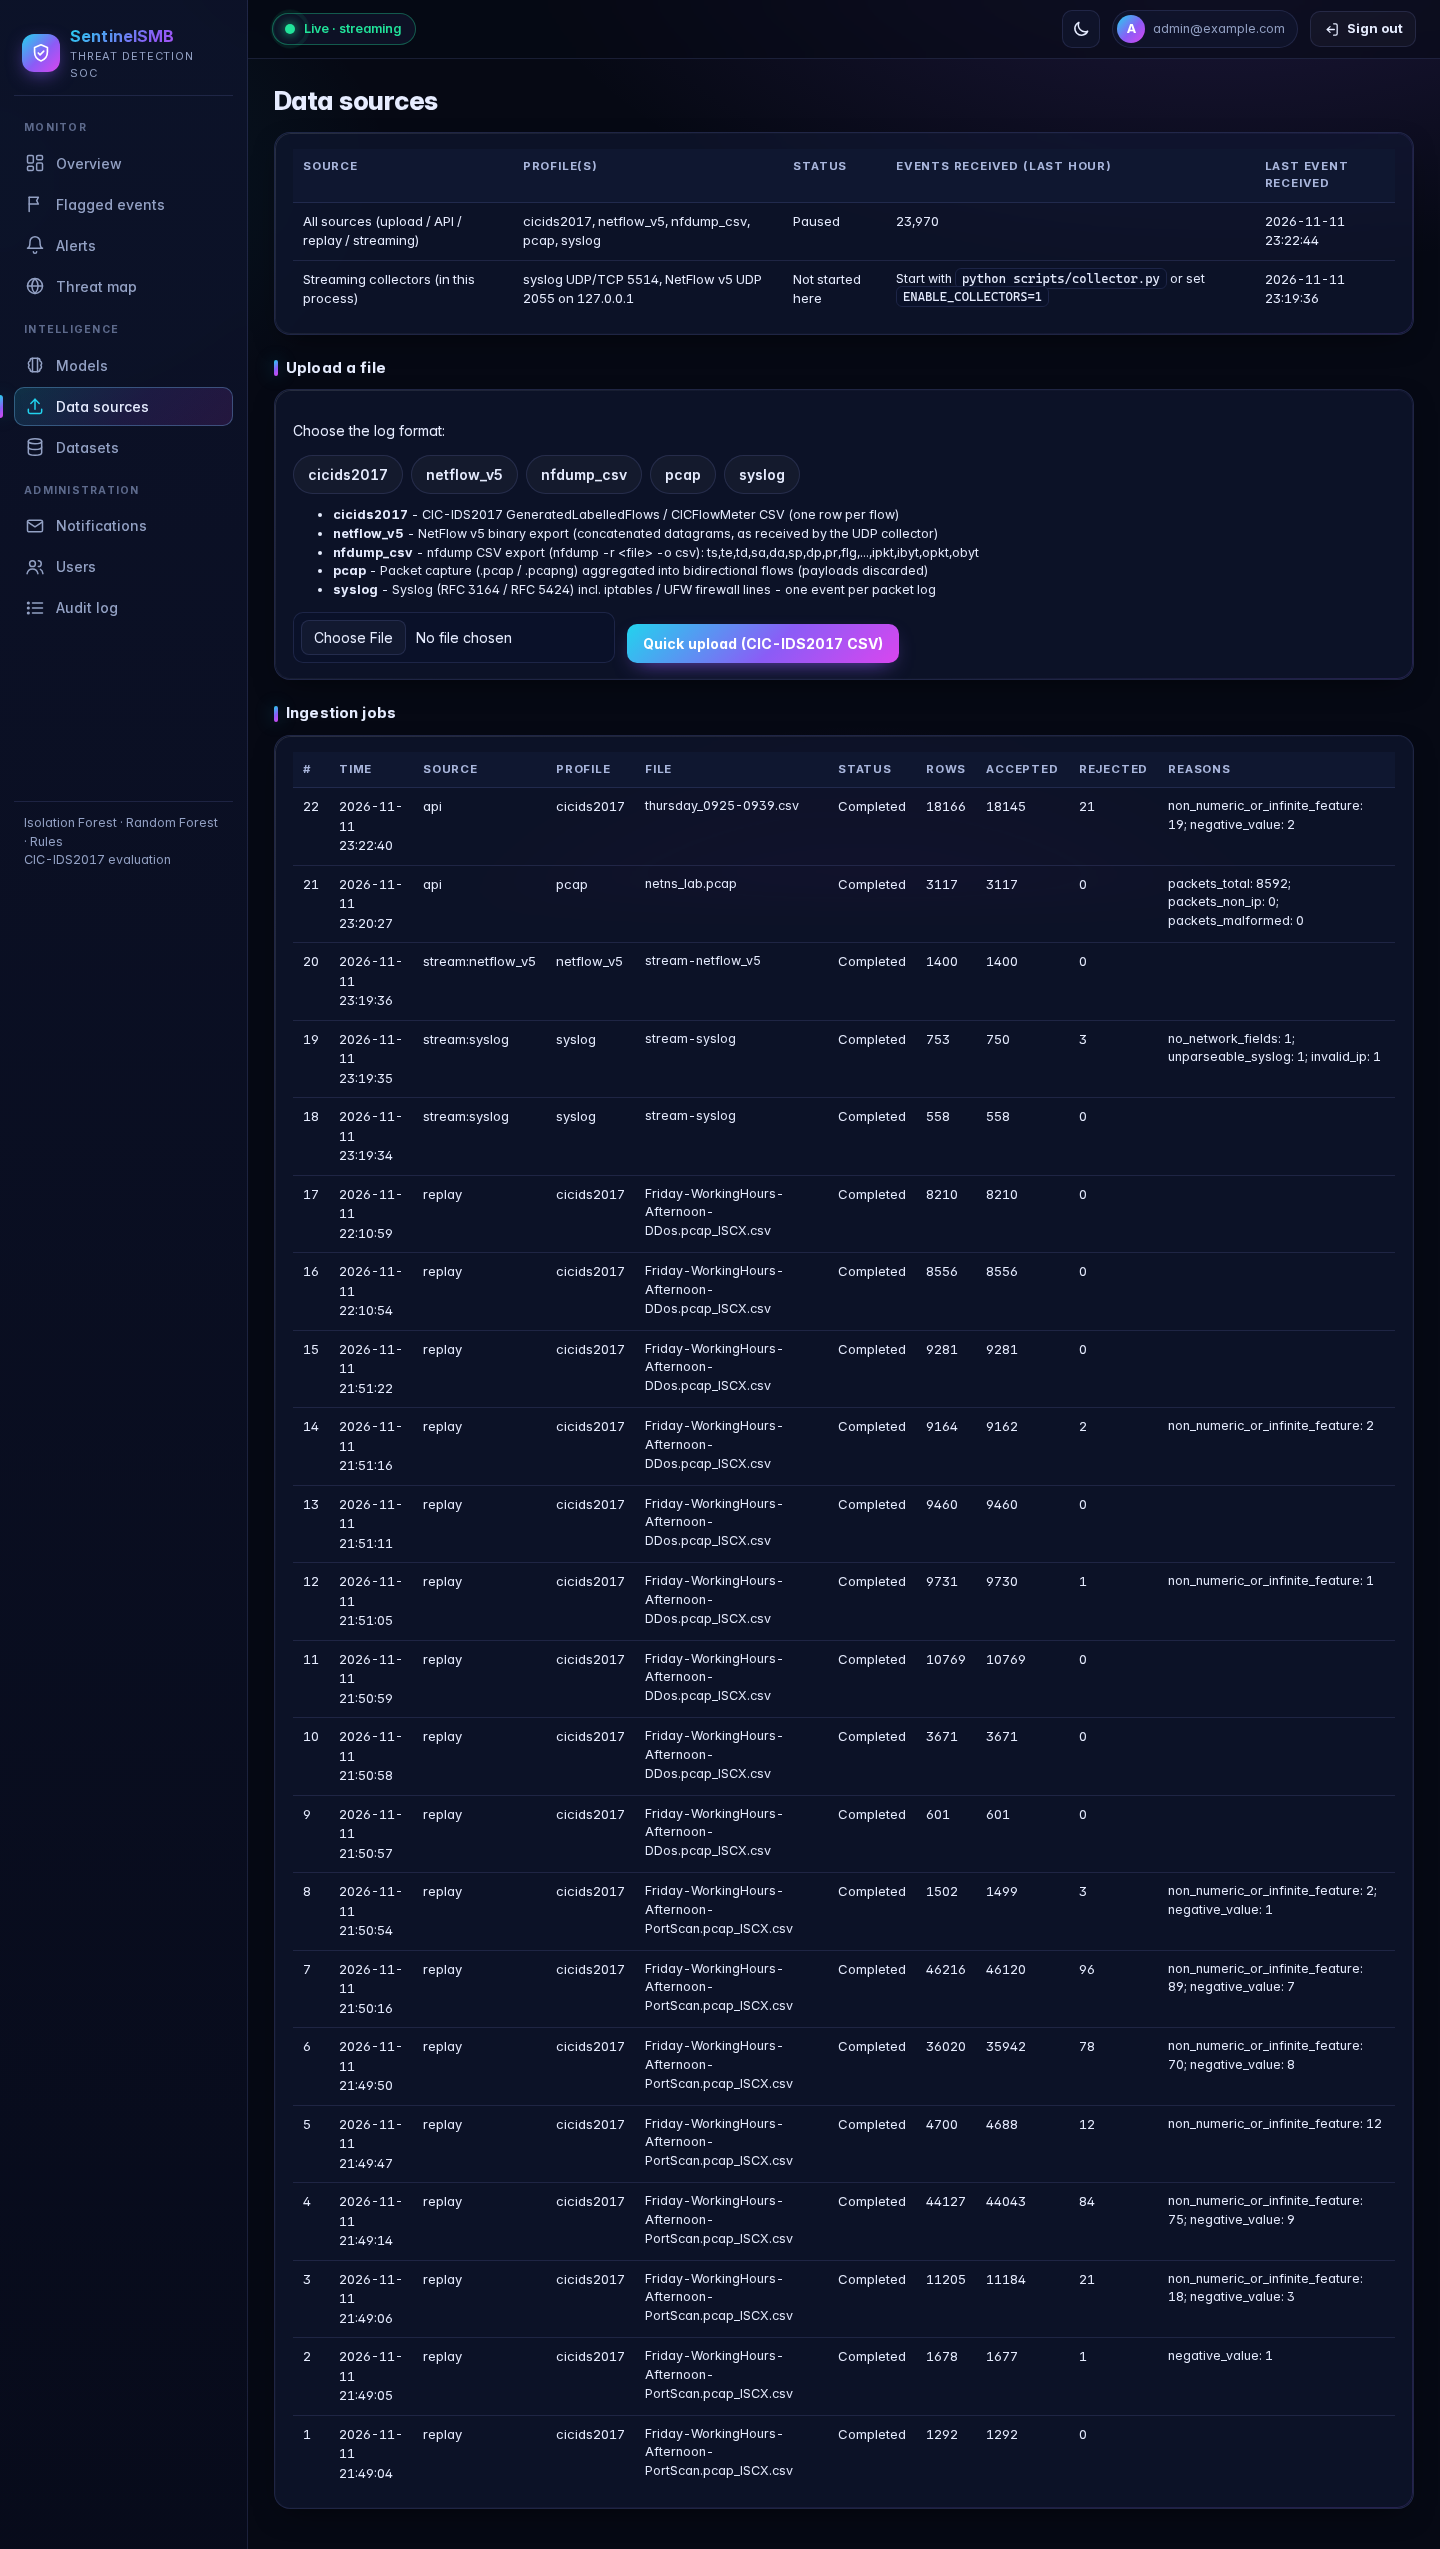 SentinelSMB
THREAT DETECTION
SOC
MONITOR
Overview
Flagged events
Alerts
Threat map
INTELLIGENCE
Models
Data sources
Datasets
ADMINISTRATION
Notifications
Users
Audit log
Isolation Forest · Random Forest
· Rules
CIC-IDS2017 evaluation
Live · streaming
A admin@example.com
Sign out
Data sources
SOURCE PROFILE(S) STATUS EVENTS RECEIVED (LAST HOUR) LAST EVENT
RECEIVED
All sources (upload / API / cicids2017, netflow_v5, nfdump_csv, Paused 23,970 2026-11-11
replay / streaming) pcap, syslog 23:22:44
Streaming collectors (in this syslog UDP/TCP 5514, NetFlow v5 UDP Not started Start with python scripts/collector.py or set 2026-11-11
process) 2055 on 127.0.0.1 here ENABLE_COLLECTORS=1 23:19:36
Upload a file
Choose the log format:
cicids2017 netflow_v5 nfdump_csv pcap syslog
• cicids2017 - CIC-IDS2017 GeneratedLabelledFlows / CICFlowMeter CSV (one row per flow)
• netflow_v5 - NetFlow v5 binary export (concatenated datagrams, as received by the UDP collector)
• nfdump_csv - nfdump CSV export (nfdump -r <file> -o csv): ts,te,td,sa,da,sp,dp,pr,flg,...,ipkt,ibyt,opkt,obyt
• pcap - Packet capture (.pcap / .pcapng) aggregated into bidirectional flows (payloads discarded)
• syslog - Syslog (RFC 3164 / RFC 5424) incl. iptables / UFW firewall lines - one event per packet log
Choose File No file chosen Quick upload (CIC-IDS2017 CSV)
Ingestion jobs
# TIME SOURCE PROFILE FILE STATUS ROWS ACCEPTED REJECTED REASONS
22 2026-11- api cicids2017 thursday_0925-0939.csv Completed 18166 18145 21 non_numeric_or_infinite_feature:
11 19; negative_value: 2
23:22:40
21 2026-11- api pcap netns_lab.pcap Completed 3117 3117 0 packets_total: 8592;
11 packets_non_ip: 0;
23:20:27 packets_malformed: 0
20 2026-11- stream:netflow_v5 netflow_v5 stream-netflow_v5 Completed 1400 1400 0
11
23:19:36
19 2026-11- stream:syslog syslog stream-syslog Completed 753 750 3 no_network_fields: 1;
11 unparseable_syslog: 1; invalid_ip: 1
23:19:35
18 2026-11- stream:syslog syslog stream-syslog Completed 558 558 0
11
23:19:34
17 2026-11- replay cicids2017 Friday-WorkingHours- Completed 8210 8210 0
11 Afternoon-
22:10:59 DDos.pcap_ISCX.csv
16 2026-11- replay cicids2017 Friday-WorkingHours- Completed 8556 8556 0
11 Afternoon-
22:10:54 DDos.pcap_ISCX.csv
15 2026-11- replay cicids2017 Friday-WorkingHours- Completed 9281 9281 0
11 Afternoon-
21:51:22 DDos.pcap_ISCX.csv
14 2026-11- replay cicids2017 Friday-WorkingHours- Completed 9164 9162 2 non_numeric_or_infinite_feature: 2
11 Afternoon-
21:51:16 DDos.pcap_ISCX.csv
13 2026-11- replay cicids2017 Friday-WorkingHours- Completed 9460 9460 0
11 Afternoon-
21:51:11 DDos.pcap_ISCX.csv
12 2026-11- replay cicids2017 Friday-WorkingHours- Completed 9731 9730 1 non_numeric_or_infinite_feature: 1
11 Afternoon-
21:51:05 DDos.pcap_ISCX.csv
11 2026-11- replay cicids2017 Friday-WorkingHours- Completed 10769 10769 0
11 Afternoon-
21:50:59 DDos.pcap_ISCX.csv
10 2026-11- replay cicids2017 Friday-WorkingHours- Completed 3671 3671 0
11 Afternoon-
21:50:58 DDos.pcap_ISCX.csv
9 2026-11- replay cicids2017 Friday-WorkingHours- Completed 601 601 0
11 Afternoon-
21:50:57 DDos.pcap_ISCX.csv
8 2026-11- replay cicids2017 Friday-WorkingHours- Completed 1502 1499 3 non_numeric_or_infinite_feature: 2;
11 Afternoon- negative_value: 1
21:50:54 PortScan.pcap_ISCX.csv
7 2026-11- replay cicids2017 Friday-WorkingHours- Completed 46216 46120 96 non_numeric_or_infinite_feature:
11 Afternoon- 89; negative_value: 7
21:50:16 PortScan.pcap_ISCX.csv
6 2026-11- replay cicids2017 Friday-WorkingHours- Completed 36020 35942 78 non_numeric_or_infinite_feature:
11 Afternoon- 70; negative_value: 8
21:49:50 PortScan.pcap_ISCX.csv
5 2026-11- replay cicids2017 Friday-WorkingHours- Completed 4700 4688 12 non_numeric_or_infinite_feature: 12
11 Afternoon-
21:49:47 PortScan.pcap_ISCX.csv
4 2026-11- replay cicids2017 Friday-WorkingHours- Completed 44127 44043 84 non_numeric_or_infinite_feature:
11 Afternoon- 75; negative_value: 9
21:49:14 PortScan.pcap_ISCX.csv
3 2026-11- replay cicids2017 Friday-WorkingHours- Completed 11205 11184 21 non_numeric_or_infinite_feature:
11 Afternoon- 18; negative_value: 3
21:49:06 PortScan.pcap_ISCX.csv
2 2026-11- replay cicids2017 Friday-WorkingHours- Completed 1678 1677 1 negative_value: 1
11 Afternoon-
21:49:05 PortScan.pcap_ISCX.csv
1 2026-11- replay cicids2017 Friday-WorkingHours- Completed 1292 1292 0
11 Afternoon-
21:49:04 PortScan.pcap_ISCX.csv